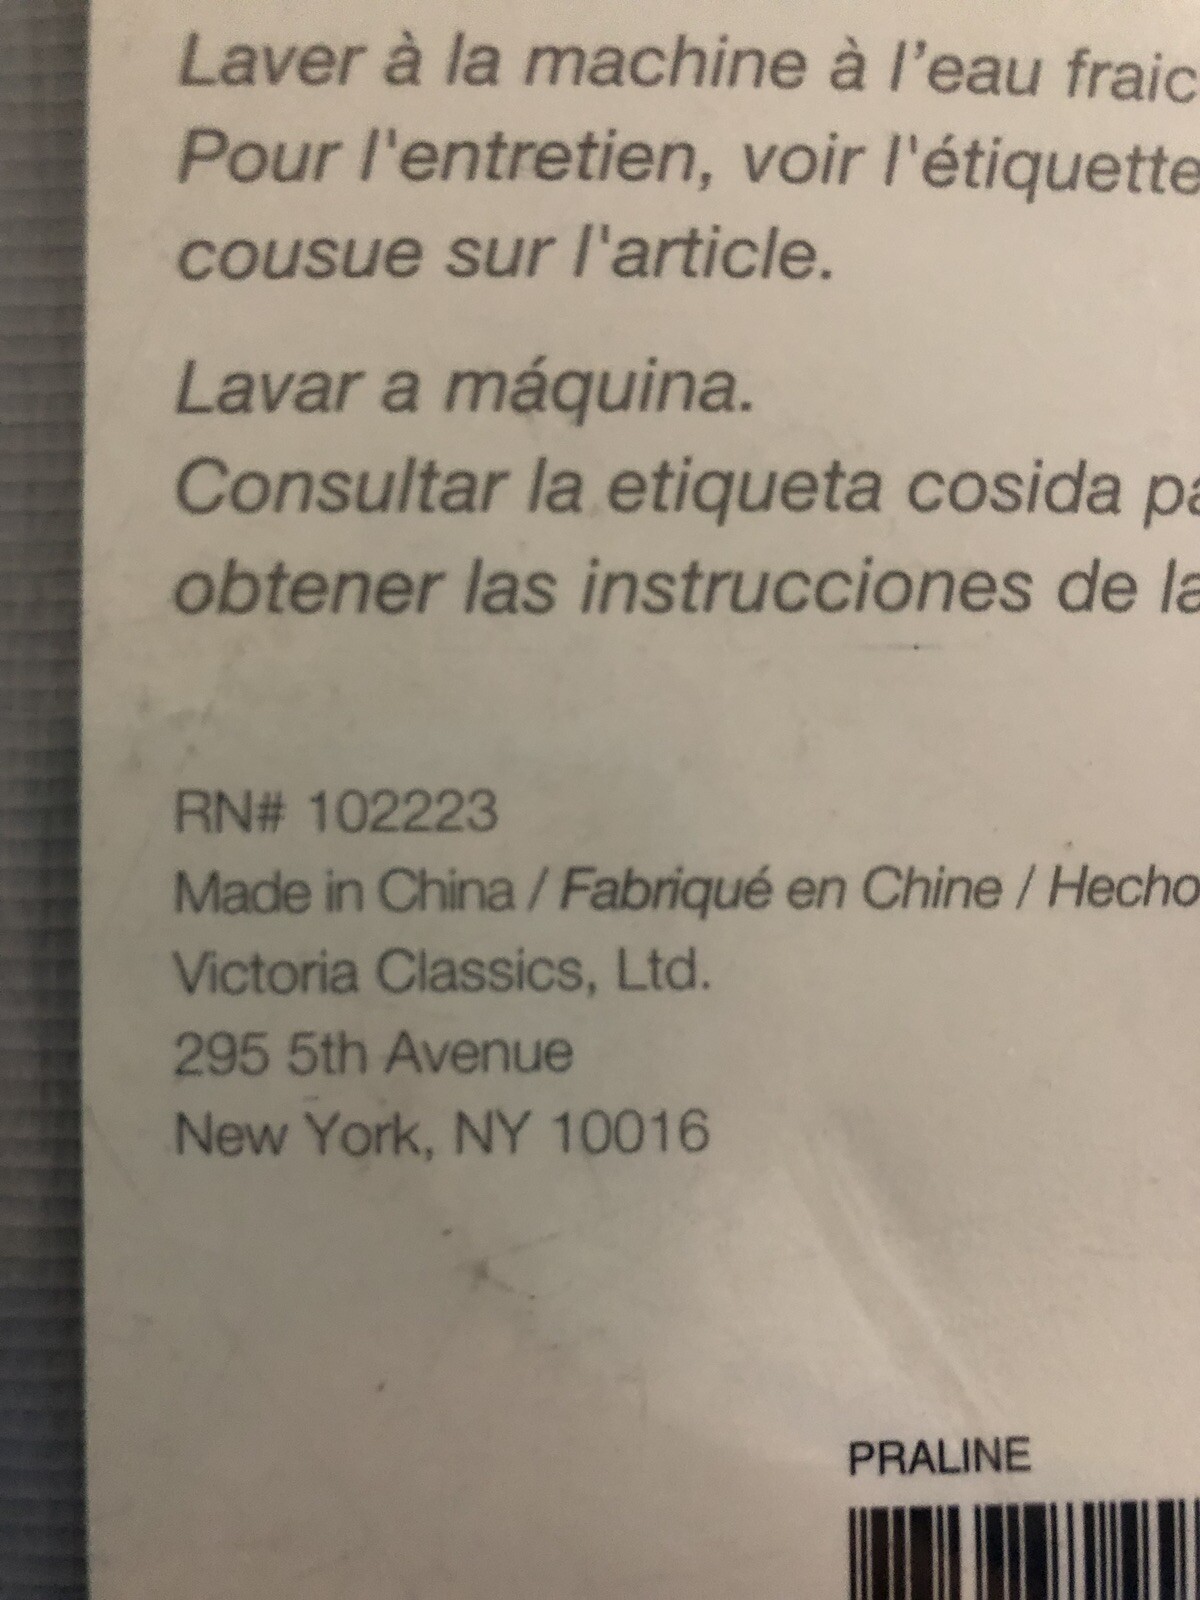 Laver à la machine à l’eau fraic
Pour l'entretien, voir l'étiquette
cousue sur l'article.
Lavar a máquina.
Consultar la etiqueta cosida pa
obtener las instrucciones de la
RN# 102223
Made in China / Fabriqué en Chine / Hecho
Victoria Classics, Ltd.
295 5th Avenue
New York, NY 10016
PRALINE